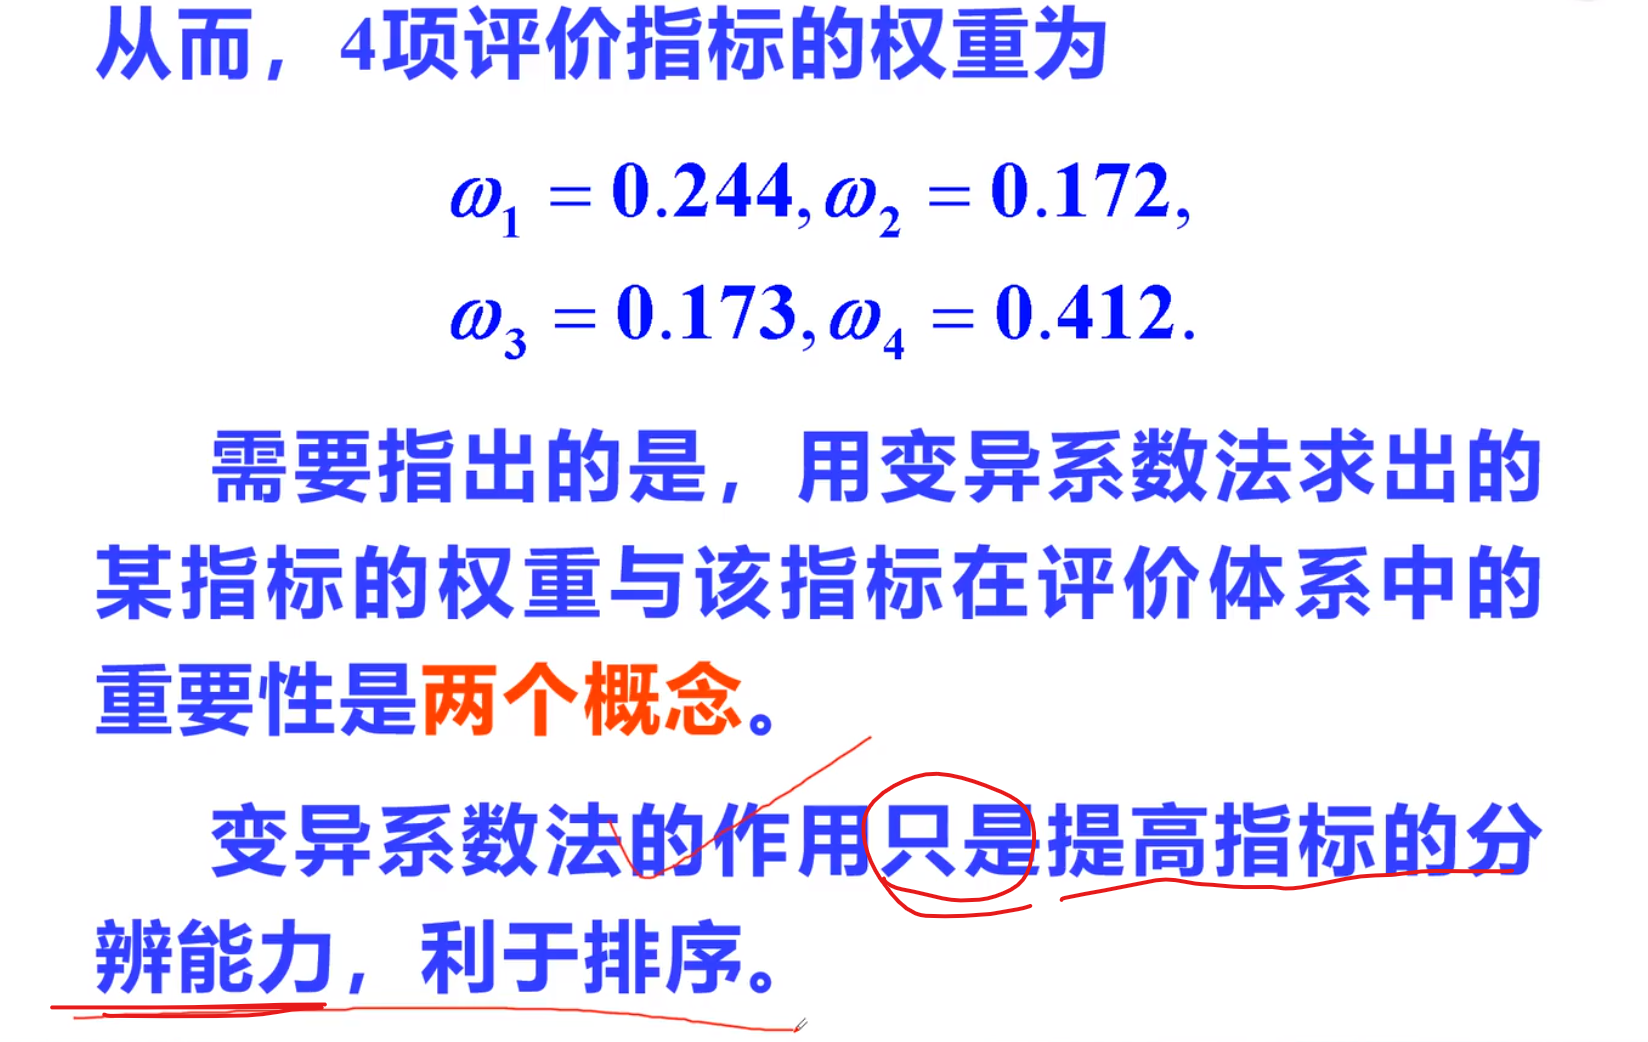 从而，4项评价指标的权重为
ω₁ = 0.244, ω₂ = 0.172,
ω₃ = 0.173, ω₄ = 0.412.
需要指出的是，用变异系数法求出的
某指标的权重与该指标在评价体系中的
重要性是两个概念。
变异系数法的作用只是提高指标的分
辨能力，利于排序。